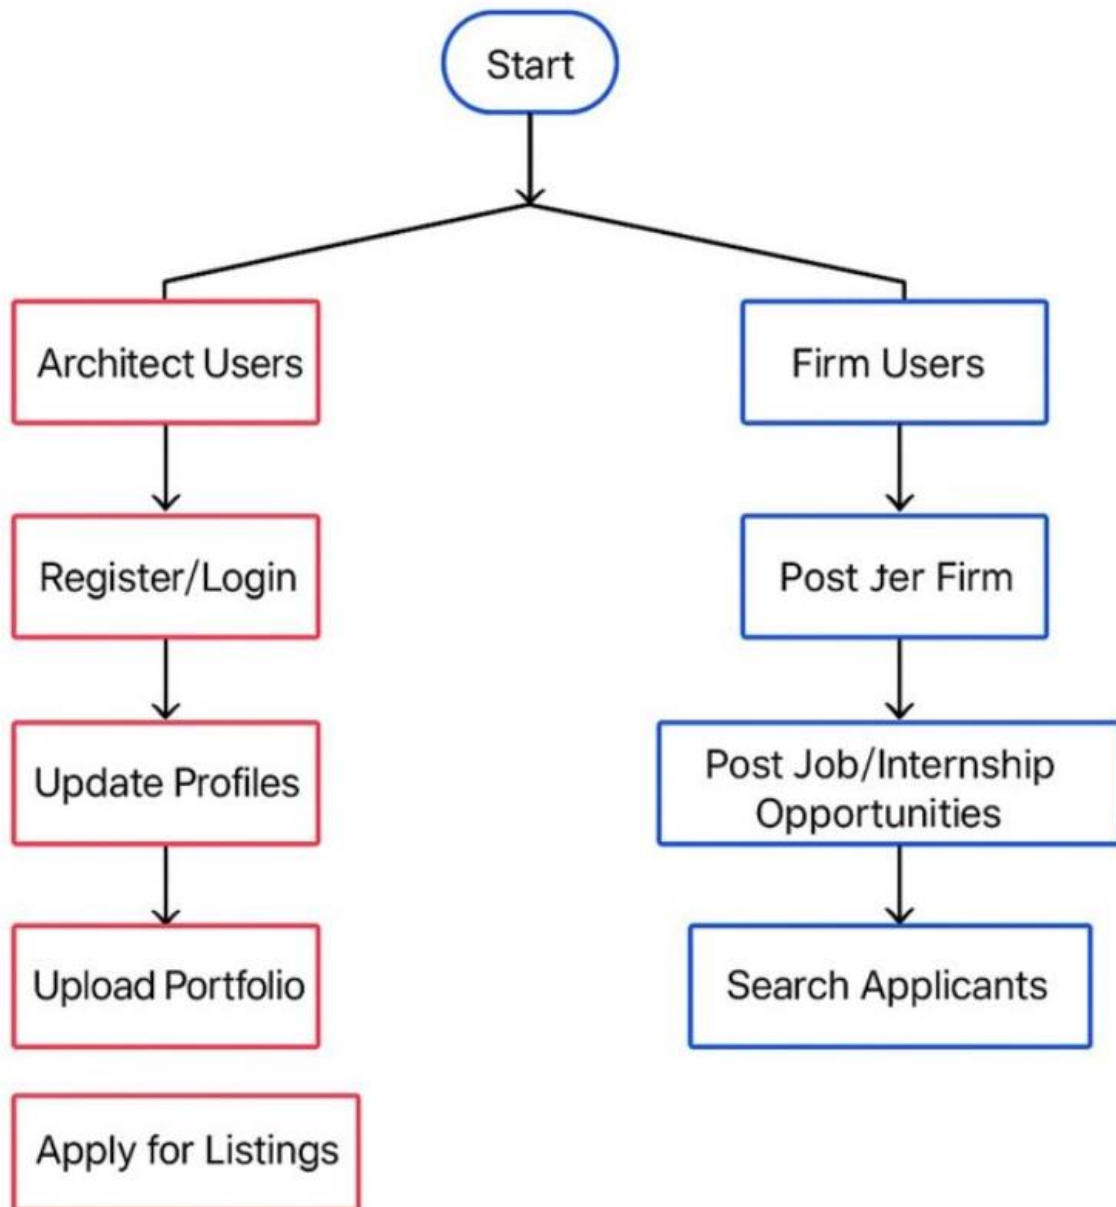 Start
Architect Users
Register/Login
Update Profiles
Upload Portfolio
Apply for Listings
Firm Users
Post Jer Firm
Post Job/Internship
Opportunities
Search Applicants